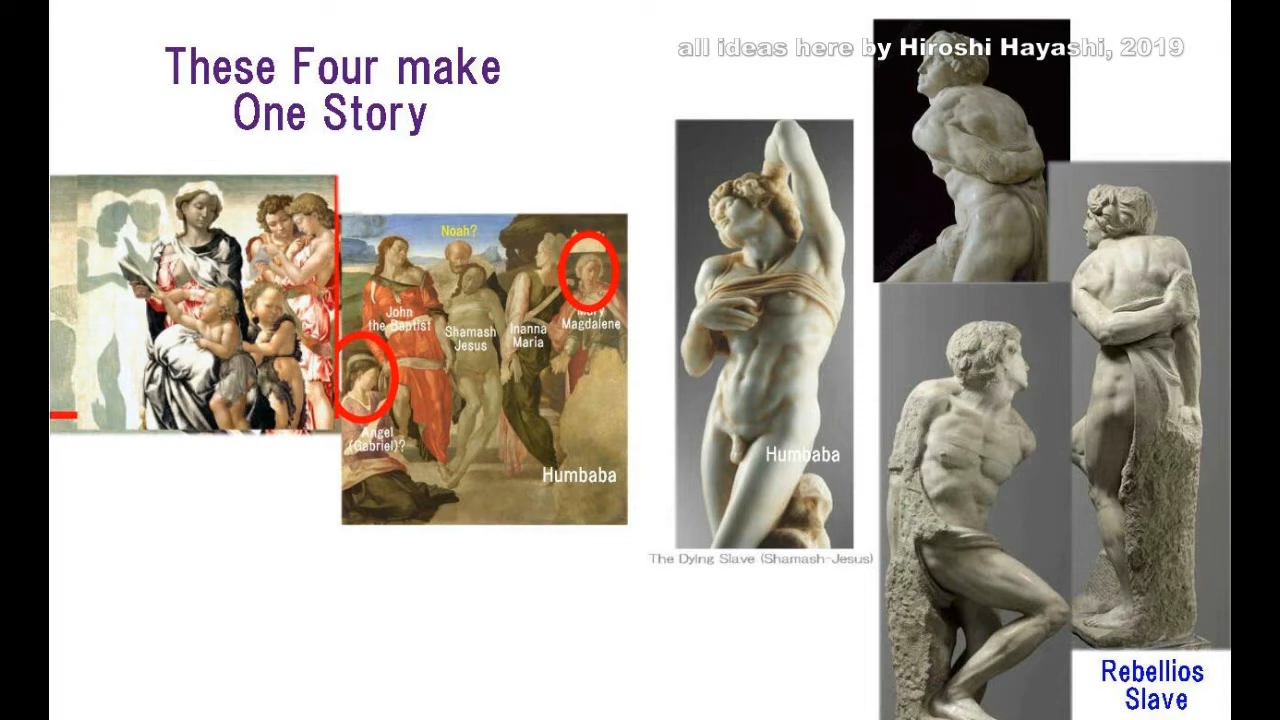 all ideas here by Hiroshi Hayashi, 2019
These Four make
One Story
Noah?
John
the Baptist
Shamash
Jesus
Inanna
Maria
Mary
Magdalene
Angel
(Gabriel)?
Humbaba
Humbaba
The Dying Slave (Shamash-Jesus)
Rebellios
Slave